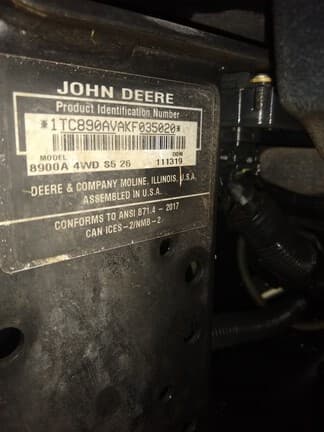 JOHN DEERE
Product Identification Number
*1TC890AVAKF035020*
MODEL OEM
8900A 4WD S5 26 111319
DEERE & COMPANY MOLINE, ILLINOIS, U.S.A.
ASSEMBLED IN U.S.A.
CONFORMS TO ANSI B71.4 - 2017
CAN ICES-2/NMB-2